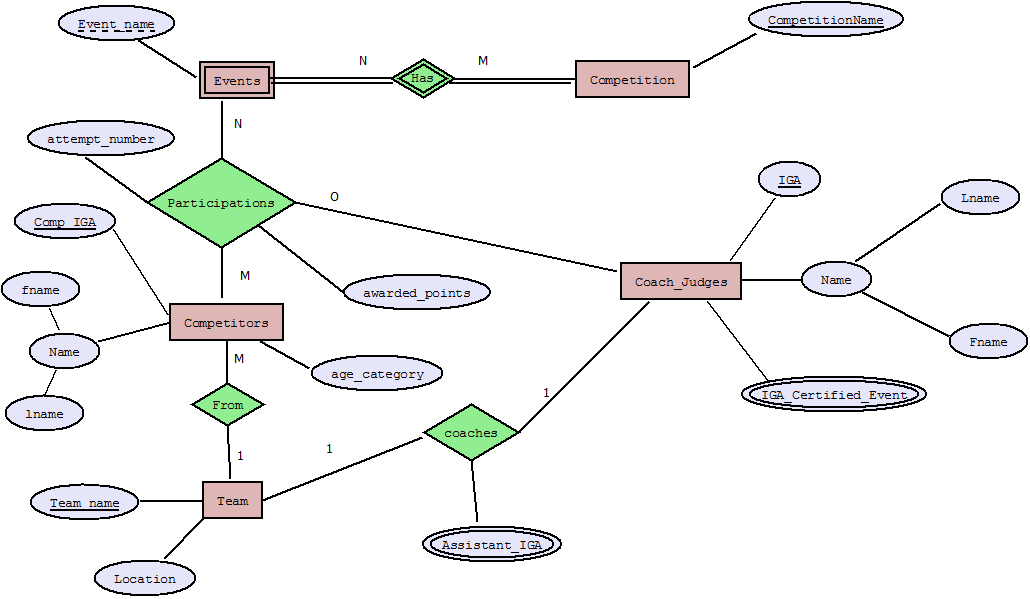 Event_name
CompetitionName
N
M
Events
Has
Competition
N
attempt_number
IGA
Lname
Participations
O
Comp_IGA
M
Coach_Judges
Name
fname
awarded_points
Competitors
Name
M
age_category
Fname
lname
From
1
IGA_Certified_Event
coaches
1
1
Team_name
Team
Assistant_IGA
Location